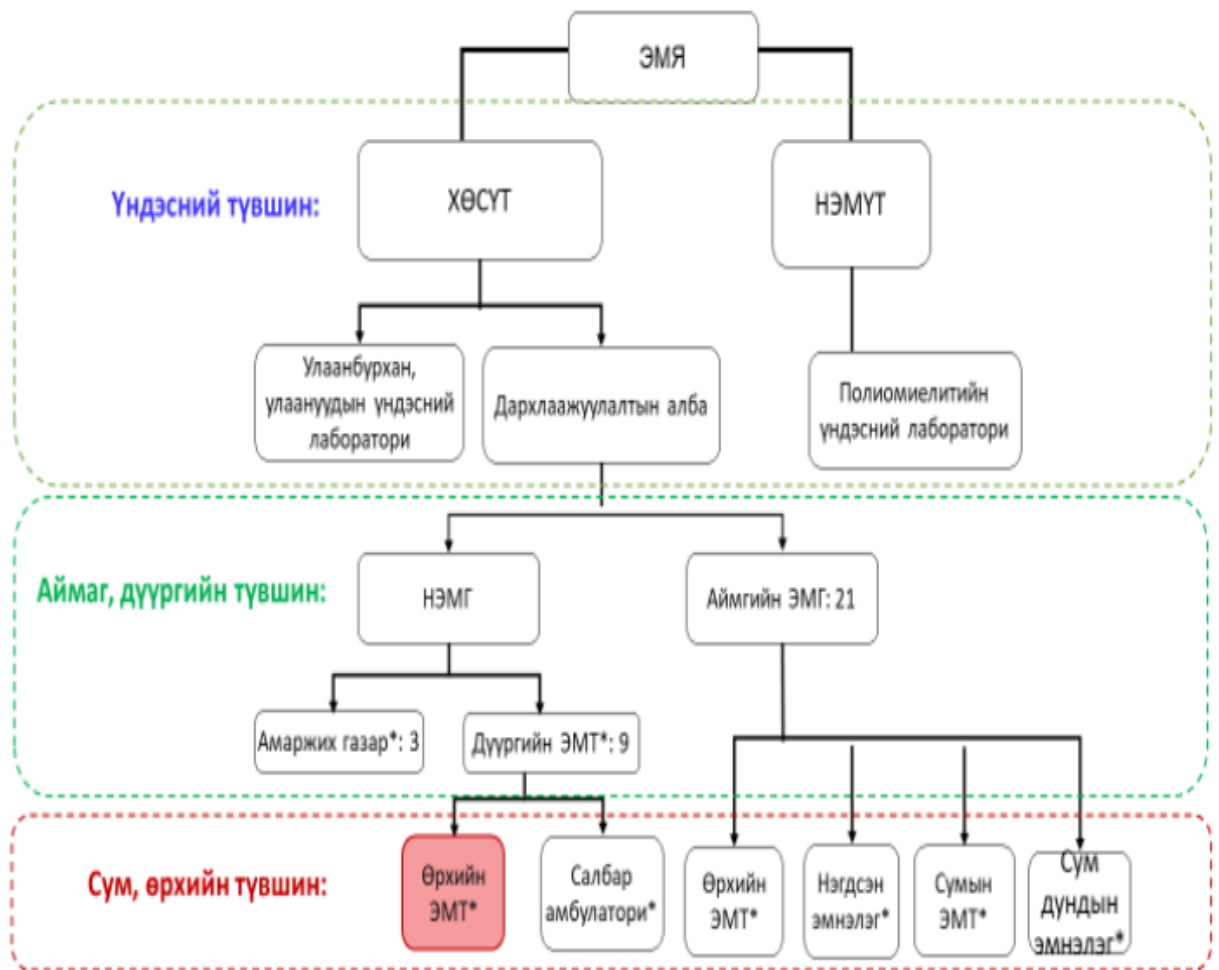 ЭМЯ
Үндэсний түвшин:
ХӨСҮТ
НЭМҮТ
Улаанбурхан,
улаануудын үндэсний
лаборатори
Дархлаажуулалтын алба
Полиомиелитийн
үндэсний лаборатори
Аймаг, дүүргийн түвшин:
НЭМГ
Аймгийн ЭМГ: 21
Амаржих газар*: 3
Дүүргийн ЭМТ*: 9
Сум, өрхийн түвшин:
Өрхийн
ЭМТ*
Салбар
амбулатори*
Өрхийн
ЭМТ*
Нэгдсэн
эмнэлэг*
Сумын
ЭМТ*
Сум
дундын
эмнэлэг*